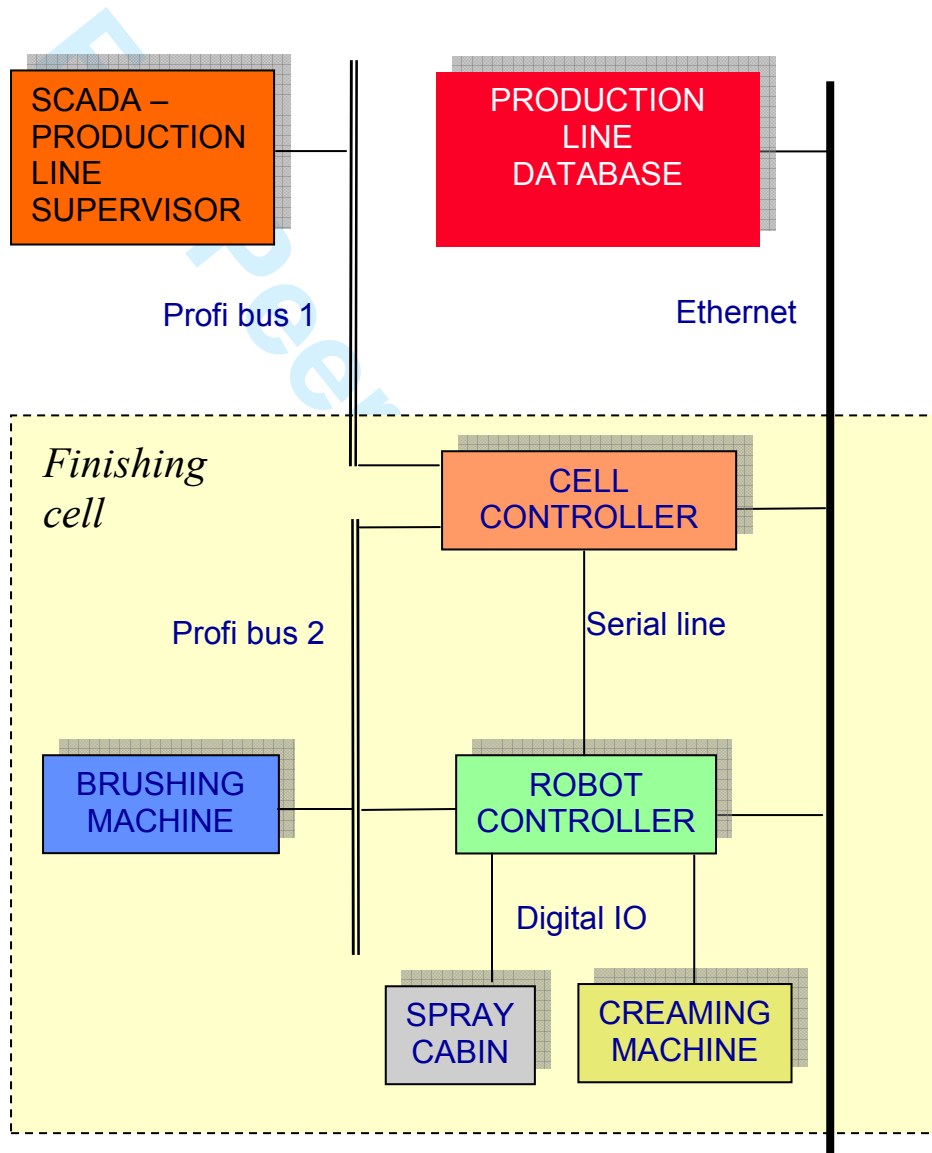 SCADA –
PRODUCTION
LINE
SUPERVISOR
PRODUCTION
LINE
DATABASE
Profi bus 1
Ethernet
Peer
Finishing
cell
CELL
CONTROLLER
Profi bus 2
Serial line
BRUSHING
MACHINE
ROBOT
CONTROLLER
Digital IO
SPRAY
CABIN
CREAMING
MACHINE